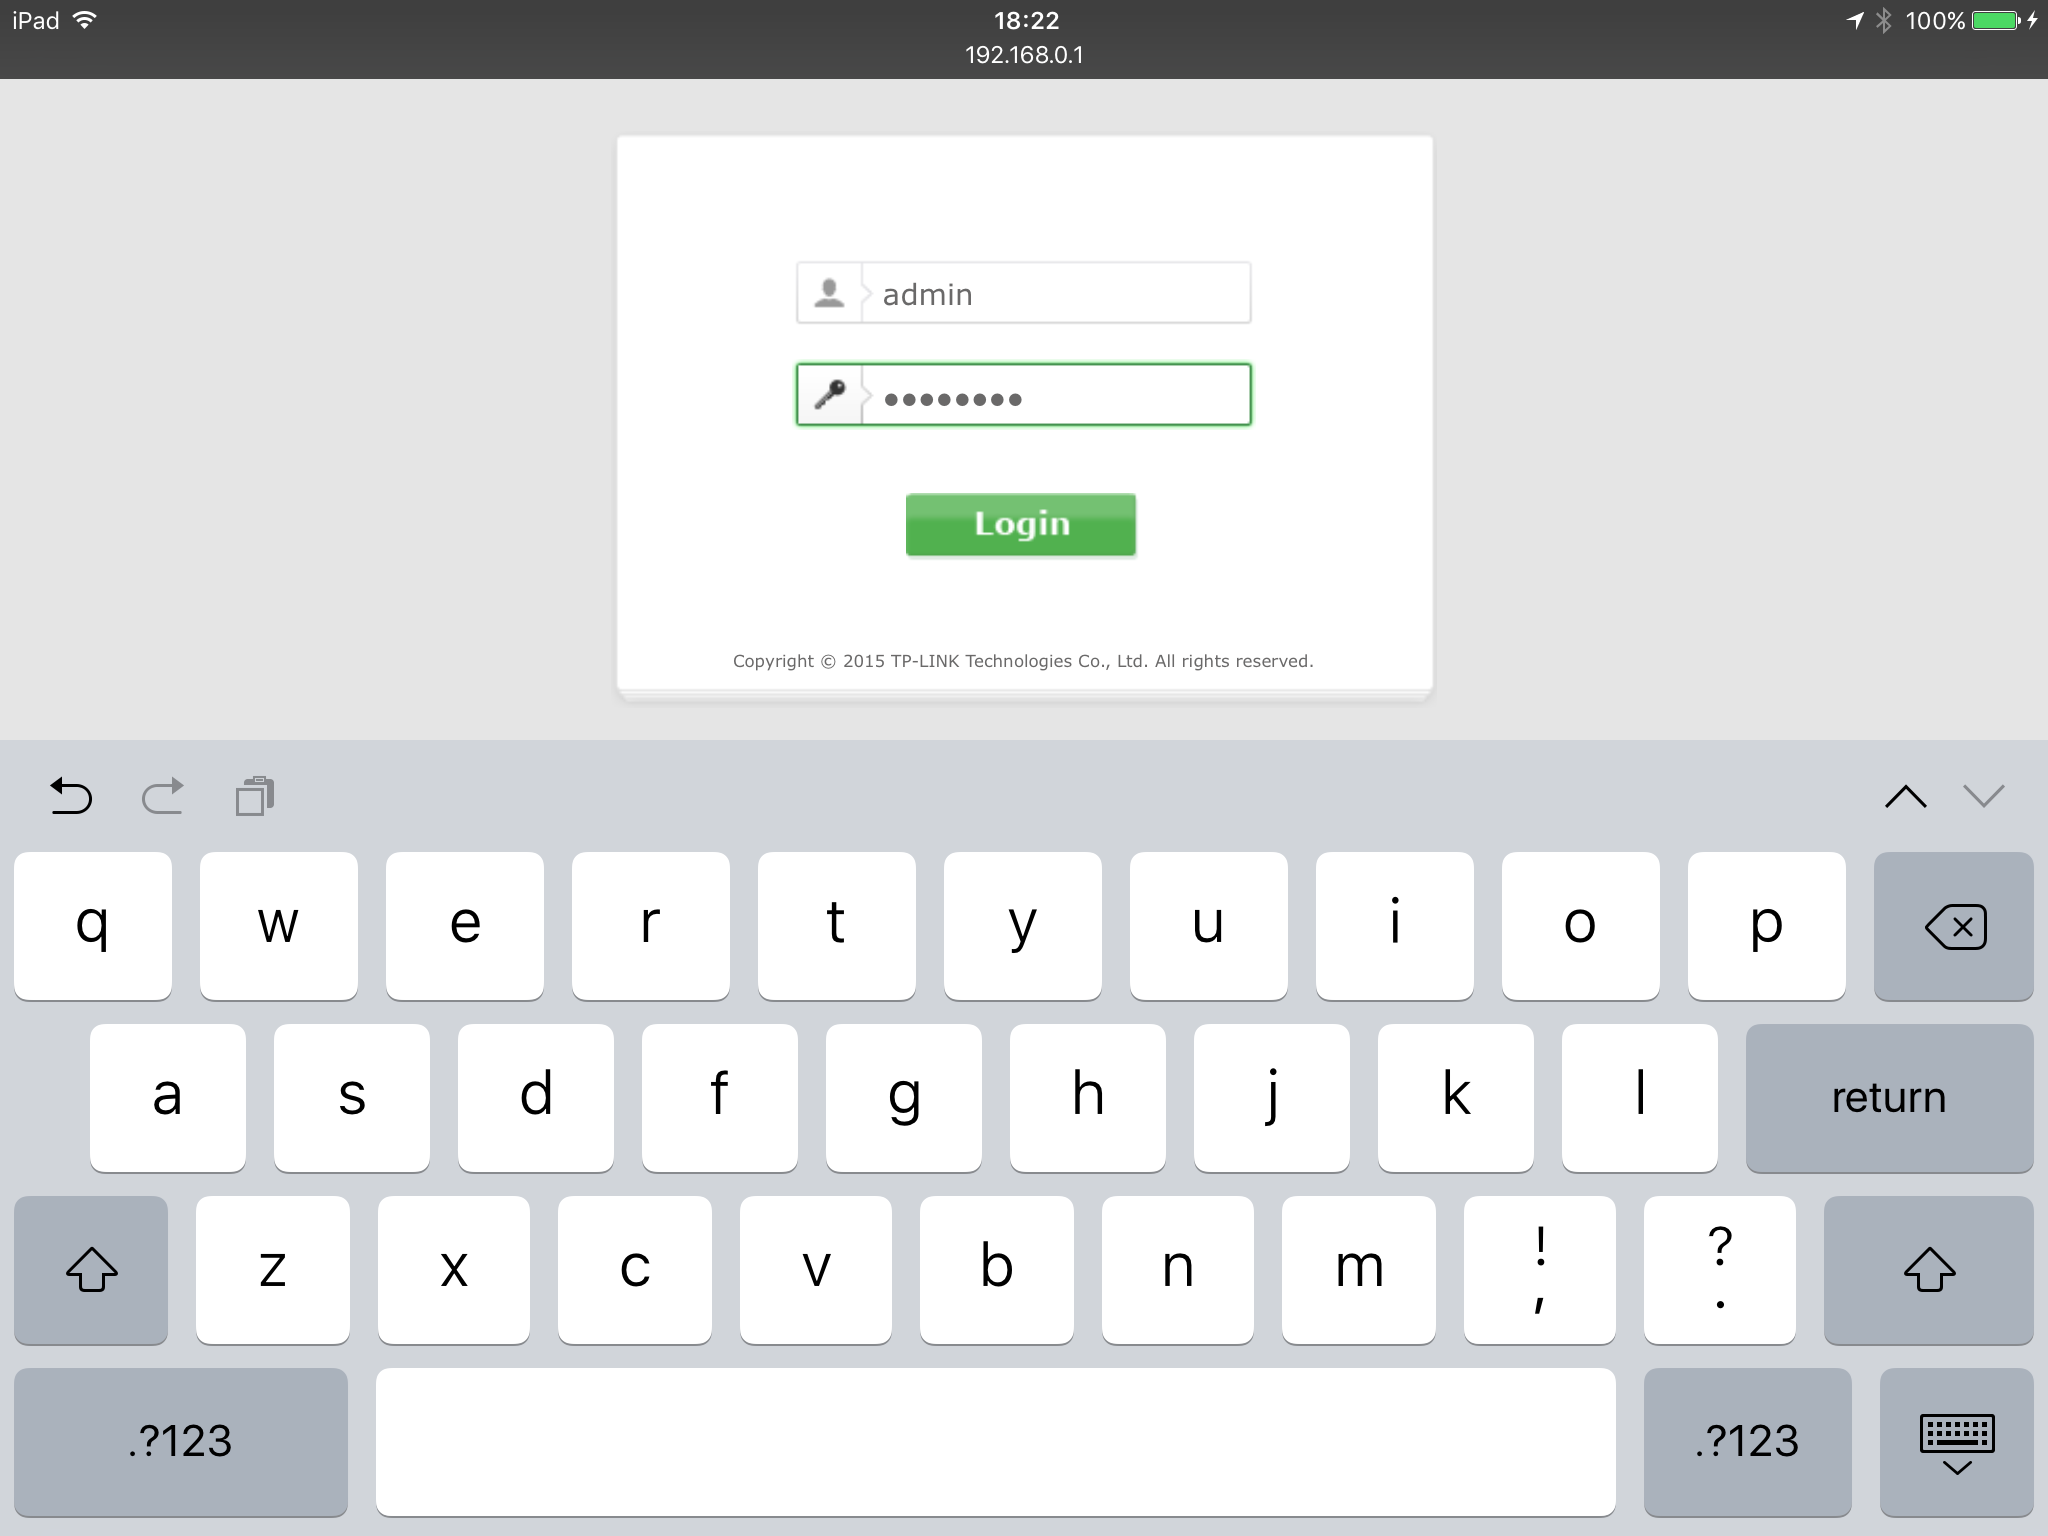 iPad 18:22 100%
192.168.0.1
admin
••••••••
Login
Copyright © 2015 TP-LINK Technologies Co., Ltd. All rights reserved.
q w e r t y u i o p
a s d f g h j k l return
z x c v b n m ! , ? .
.?123 .?123